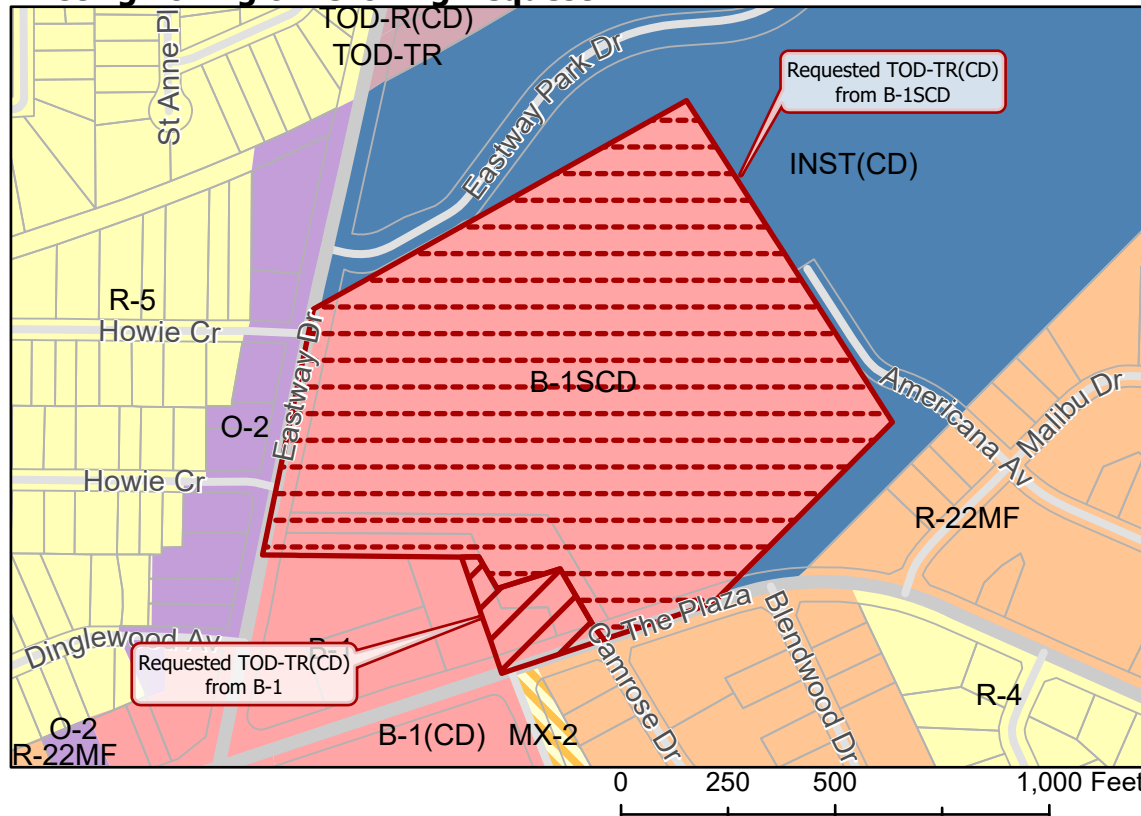 TOD-R(CD)
TOD-TR
St Anne Pl
Eastway Park Dr
Requested TOD-TR(CD)
from B-1SCD
INST(CD)
R-5
Howie Cr
Eastway Dr
B-1SCD
O-2
Howie Cr
Americana Av
Malibu Dr
R-22MF
Dinglewood Av
B-1
Requested TOD-TR(CD)
from B-1
The Plaza
Camrose Dr
Blendwood Dr
R-4
O-2
R-22MF
B-1(CD)
MX-2
0 250 500 1,000 Feet